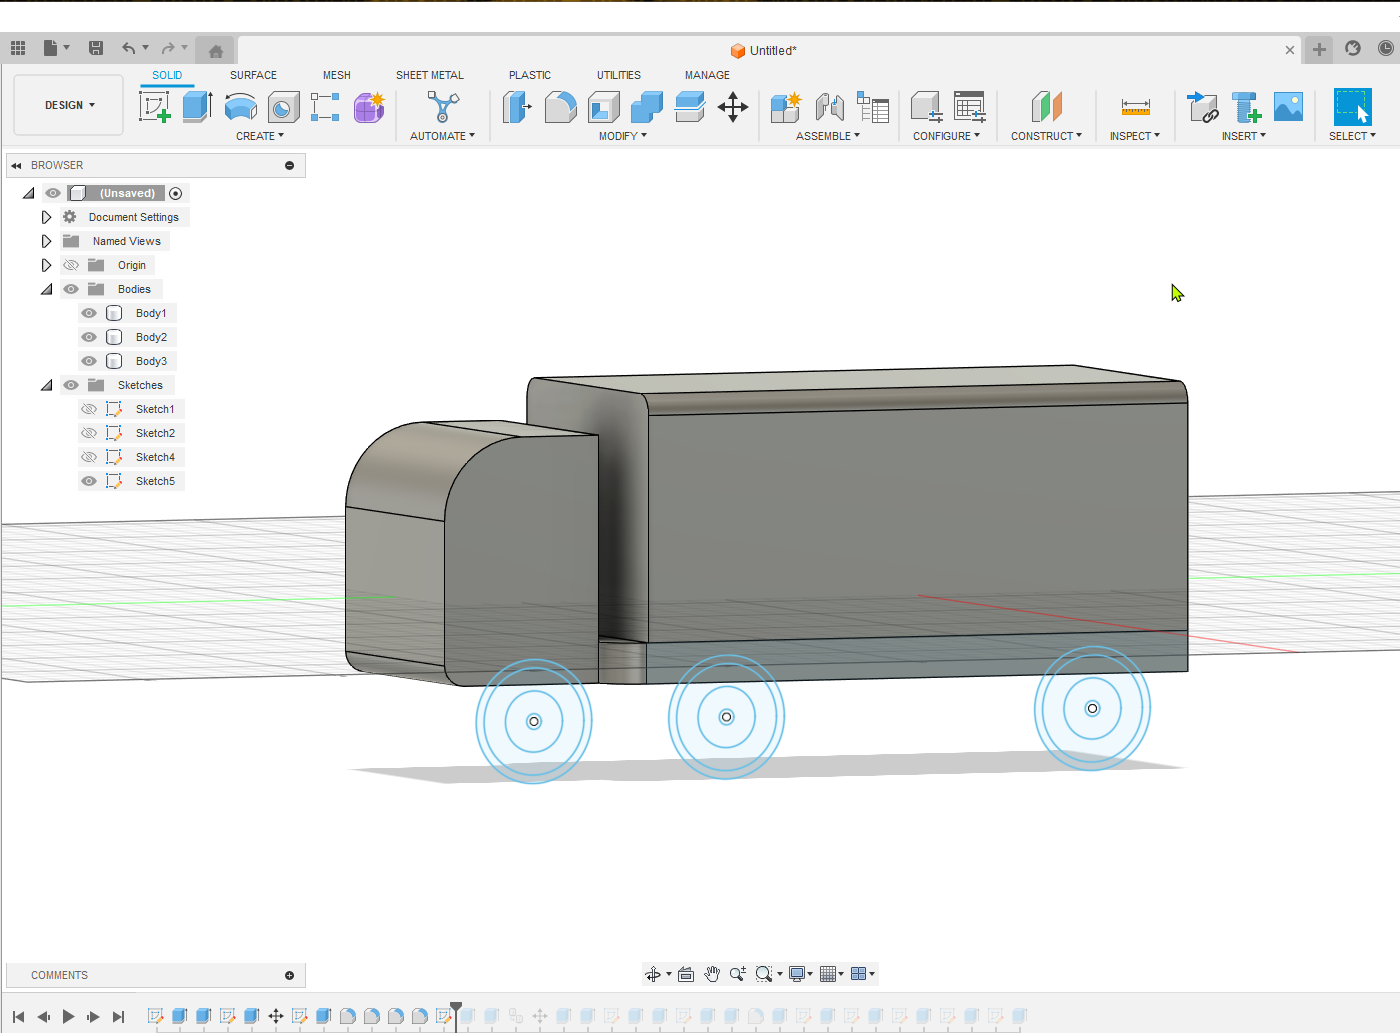 Untitled*
SOLID SURFACE MESH SHEET METAL PLASTIC UTILITIES MANAGE
DESIGN
CREATE AUTOMATE MODIFY ASSEMBLE CONFIGURE CONSTRUCT INSPECT INSERT SELECT
BROWSER
(Unsaved)
Document Settings
Named Views
Origin
Bodies
Body1
Body2
Body3
Sketches
Sketch1
Sketch2
Sketch4
Sketch5
COMMENTS